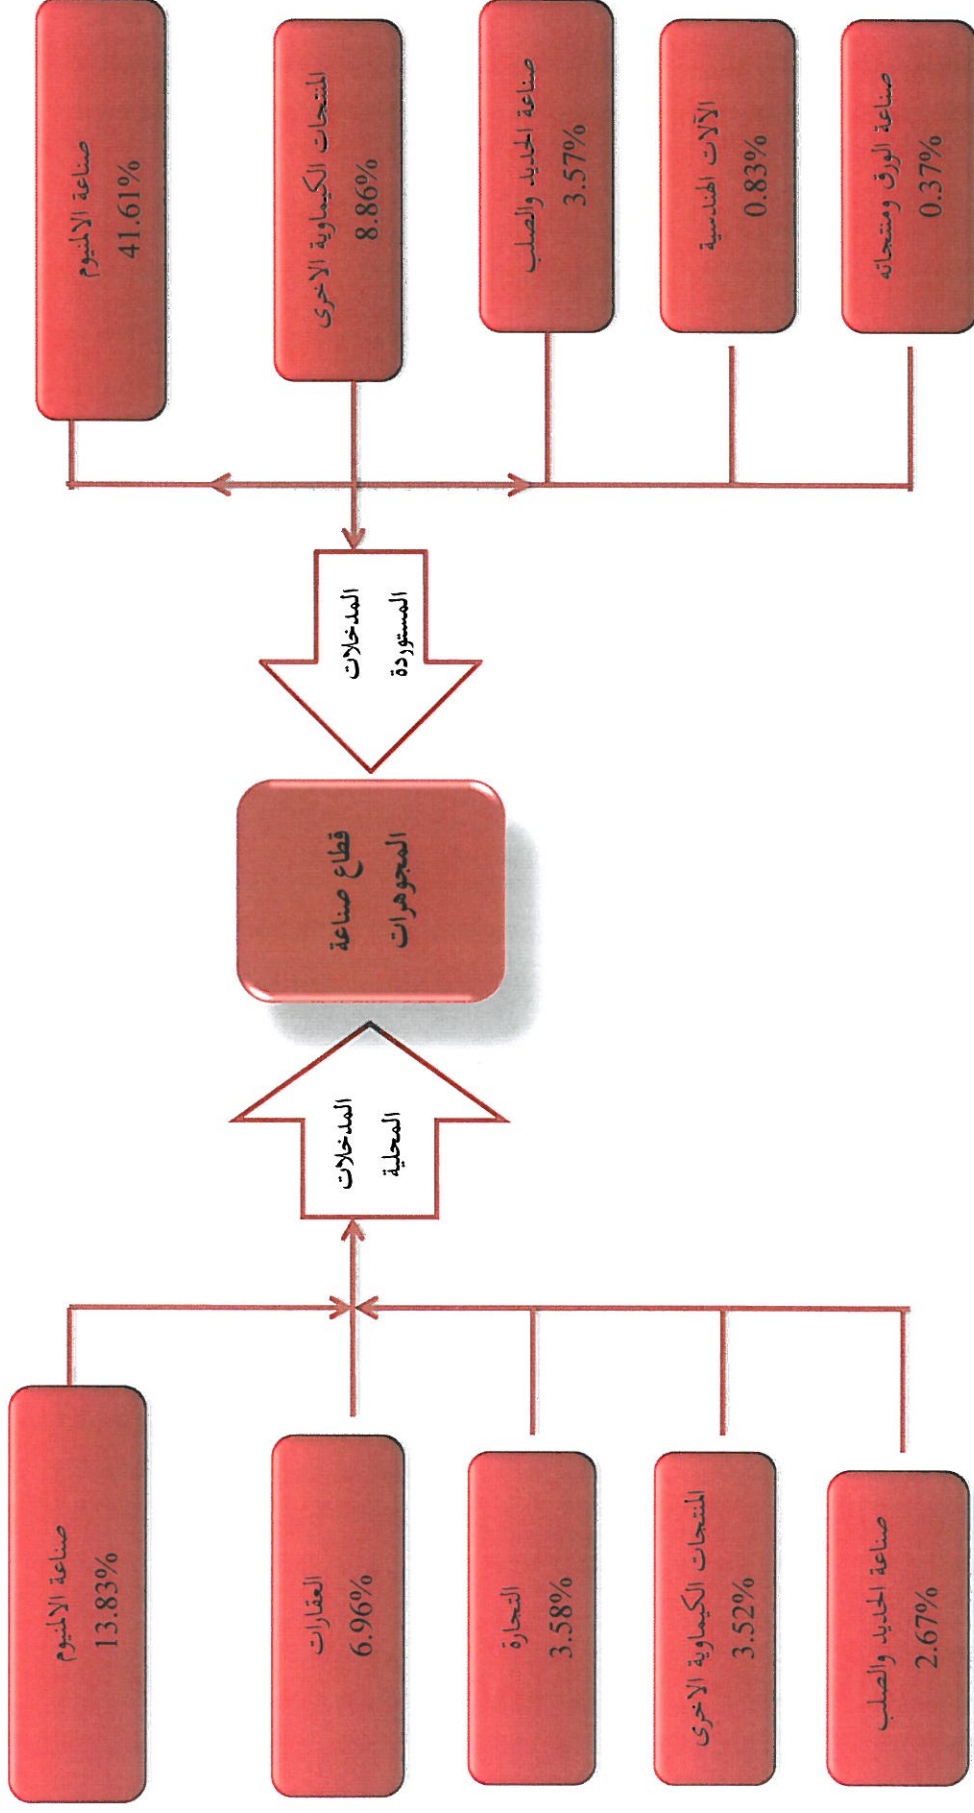 صناعة الالمنيوم
13.83%
العقارات
6.96%
التجارة
3.58%
المنتجات الكيماوية الاخرى
3.52%
صناعة الحديد والصلب
2.67%
المدخلات
المحلية
قطاع صناعة
المجوهرات
المدخلات
المستوردة
صناعة الالمنيوم
41.61%
المنتجات الكيماوية الاخرى
8.86%
صناعة الحديد والصلب
3.57%
الآلات الهندسية
0.83%
صناعة الورق ومنتجاته
0.37%